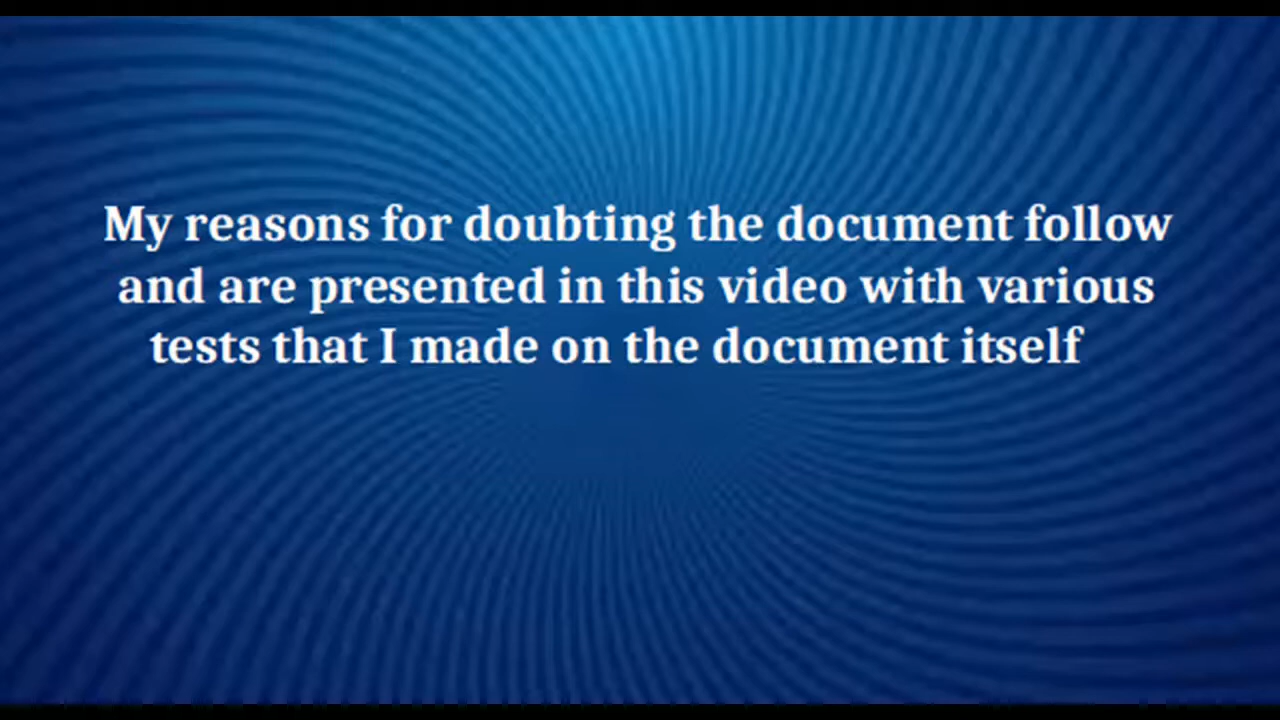 My reasons for doubting the document follow
and are presented in this video with various
tests that I made on the document itself